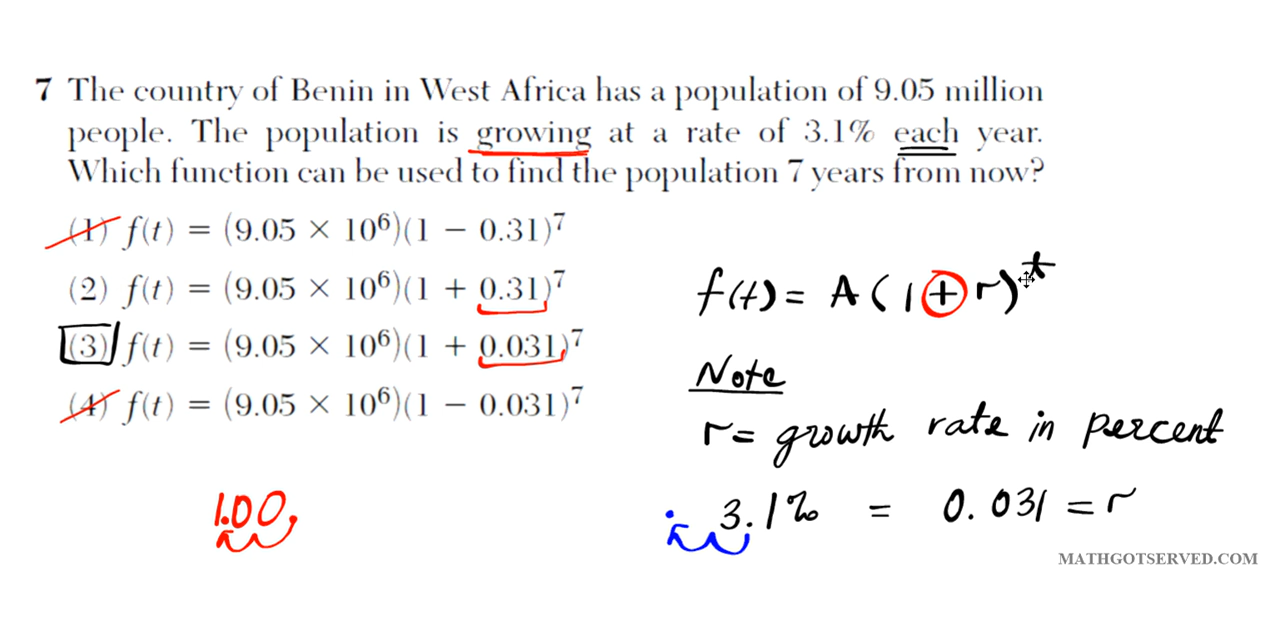 7 The country of Benin in West Africa has a population of 9.05 million
people. The population is growing at a rate of 3.1% each year.
Which function can be used to find the population 7 years from now?
(1) f(t) = (9.05 × 10⁶)(1 − 0.31)⁷
(2) f(t) = (9.05 × 10⁶)(1 + 0.31)⁷
(3) f(t) = (9.05 × 10⁶)(1 + 0.031)⁷
(4) f(t) = (9.05 × 10⁶)(1 − 0.031)⁷
f(t) = A(1 + r)ᵗ
Note
r = growth rate in percent
3.1% = 0.031 = r
1.00.
MATHGOTSERVED.COM